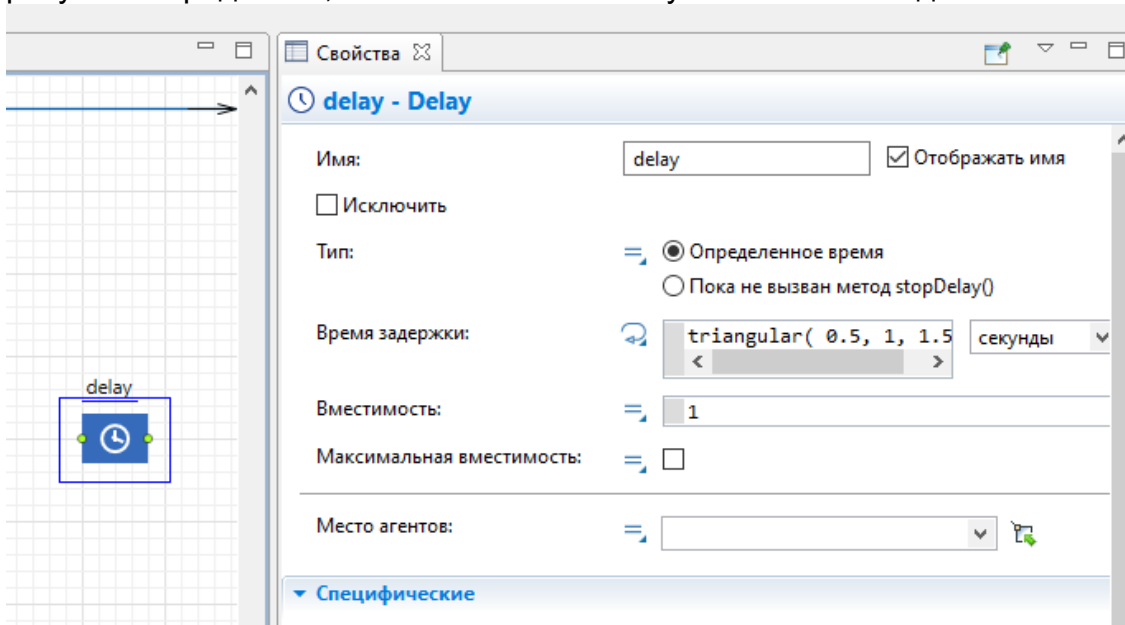 Свойства
delay - Delay
Имя:
delay
Отображать имя
Исключить
Тип:
Определенное время
Пока не вызван метод stopDelay()
Время задержки:
triangular( 0.5, 1, 1.5
секунды
delay
Вместимость:
1
Максимальная вместимость:
Место агентов:
Специфические